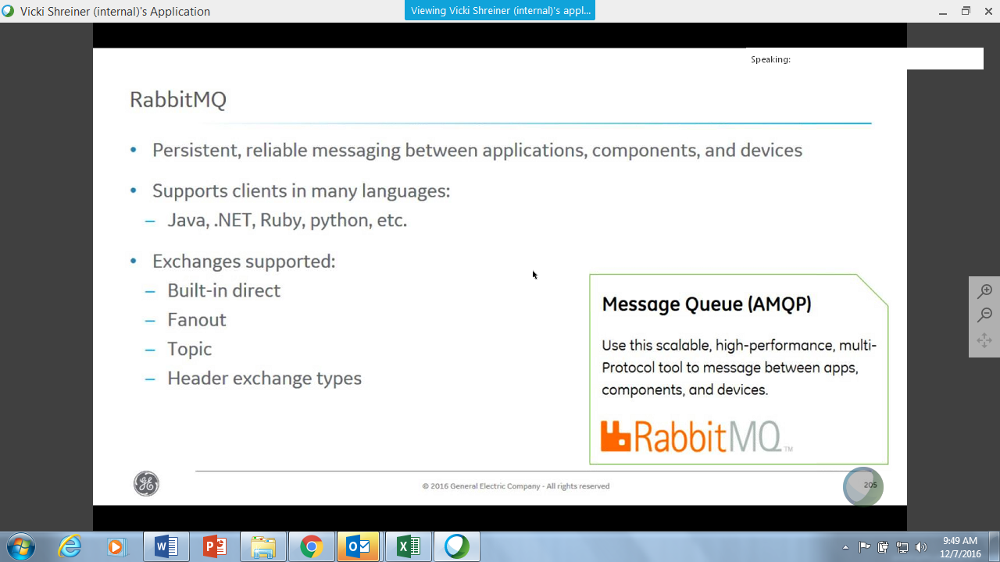 Vicki Shreiner (internal)'s Application
Viewing Vicki Shreiner (internal)'s appl...
Speaking:
RabbitMQ
• Persistent, reliable messaging between applications, components, and devices
• Supports clients in many languages:
– Java, .NET, Ruby, python, etc.
• Exchanges supported:
– Built-in direct
– Fanout
– Topic
– Header exchange types
Message Queue (AMQP)
Use this scalable, high-performance, multi-
Protocol tool to message between apps,
components, and devices.
RabbitMQ™
GE
© 2016 General Electric Company - All rights reserved
205
9:49 AM
12/7/2016